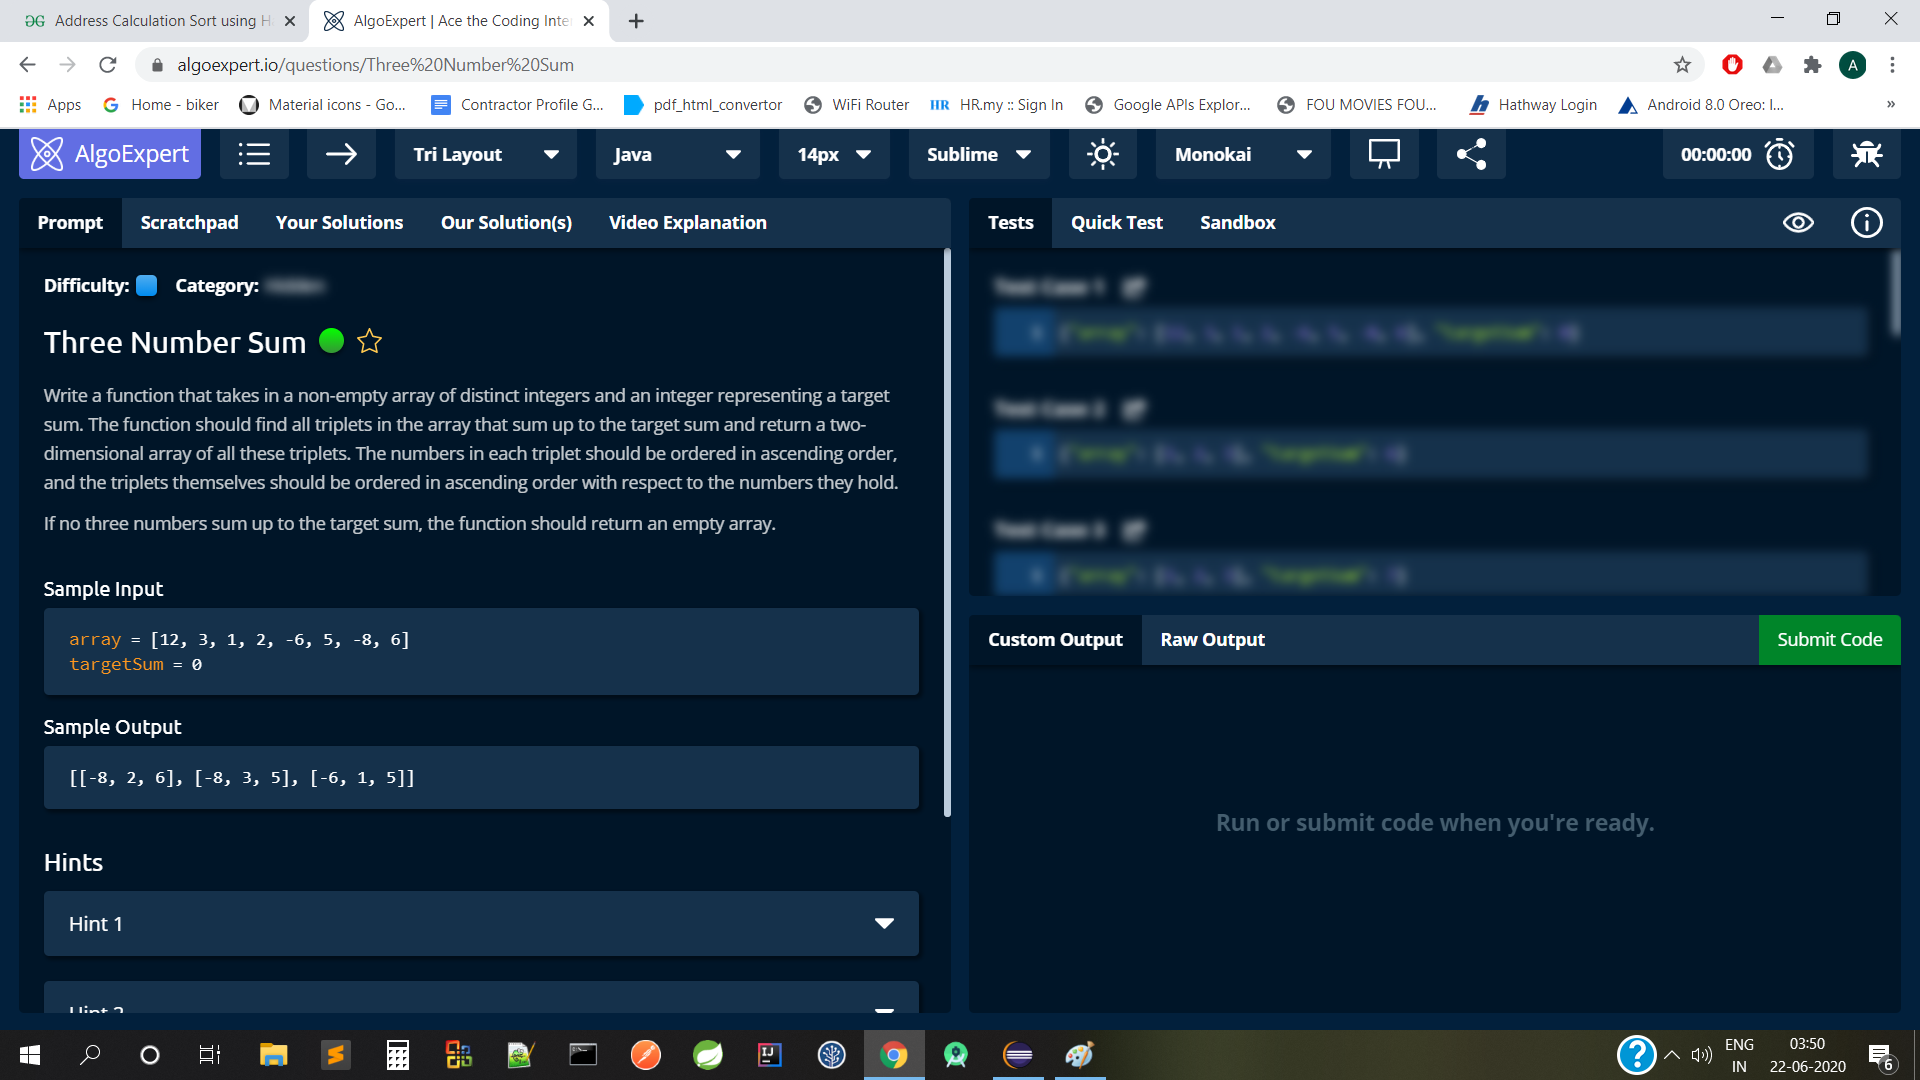 Address Calculation Sort using H
AlgoExpert | Ace the Coding Inte
algoexpert.io/questions/Three%20Number%20Sum
A
Apps
Home - biker
Material icons - Go...
Contractor Profile G...
pdf_html_convertor
WiFi Router
HR.my :: Sign In
Google APIs Explor...
FOU MOVIES FOU...
Hathway Login
Android 8.0 Oreo: I...
»
AlgoExpert
Tri Layout
Java
14px
Sublime
Monokai
00:00:00
Prompt
Scratchpad
Your Solutions
Our Solution(s)
Video Explanation
Tests
Quick Test
Sandbox
Difficulty:
Category:
Three Number Sum
Write a function that takes in a non-empty array of distinct integers and an integer representing a target
sum. The function should find all triplets in the array that sum up to the target sum and return a two-
dimensional array of all these triplets. The numbers in each triplet should be ordered in ascending order,
and the triplets themselves should be ordered in ascending order with respect to the numbers they hold.
If no three numbers sum up to the target sum, the function should return an empty array.
Sample Input
array = [12, 3, 1, 2, -6, 5, -8, 6]
targetSum = 0
Sample Output
[[-8, 2, 6], [-8, 3, 5], [-6, 1, 5]]
Hints
Hint 1
Hint 2
Test Case 1
Test Case 2
Test Case 3
Custom Output
Raw Output
Submit Code
Run or submit code when you're ready.
ENG
IN
03:50
22-06-2020
6